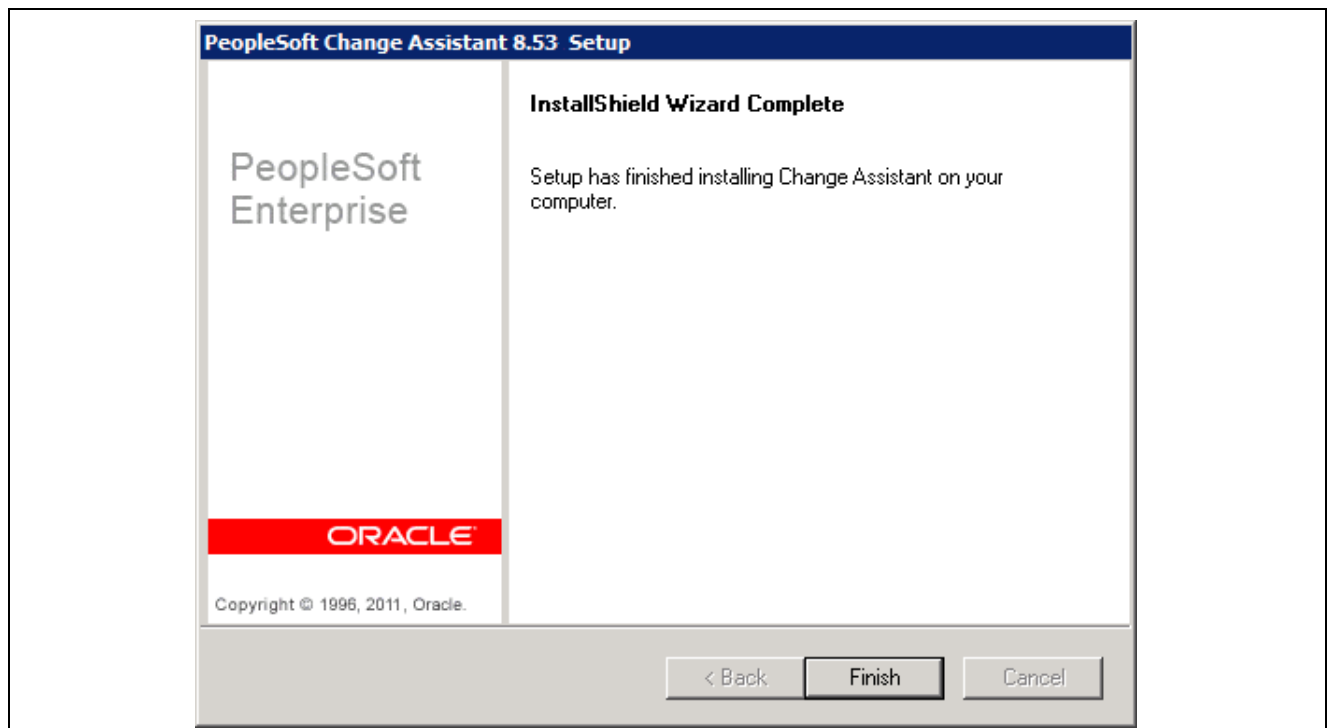 PeopleSoft Change Assistant 8.53 Setup
PeopleSoft
Enterprise
InstallShield Wizard Complete
Setup has finished installing Change Assistant on your
computer.
ORACLE
Copyright © 1996, 2011, Oracle.
< Back
Finish
Cancel